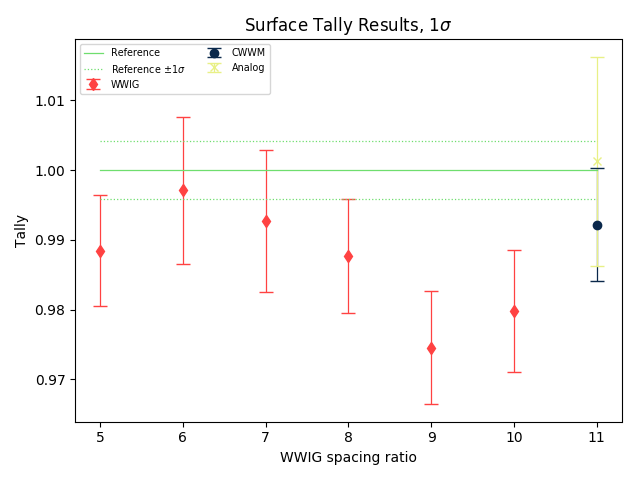 Surface Tally Results, 1σ
Reference
Reference ±1σ
WWIG
CWWM
Analog
1.01
1.00
0.99
0.98
0.97
Tally
5 6 7 8 9 10 11
WWIG spacing ratio